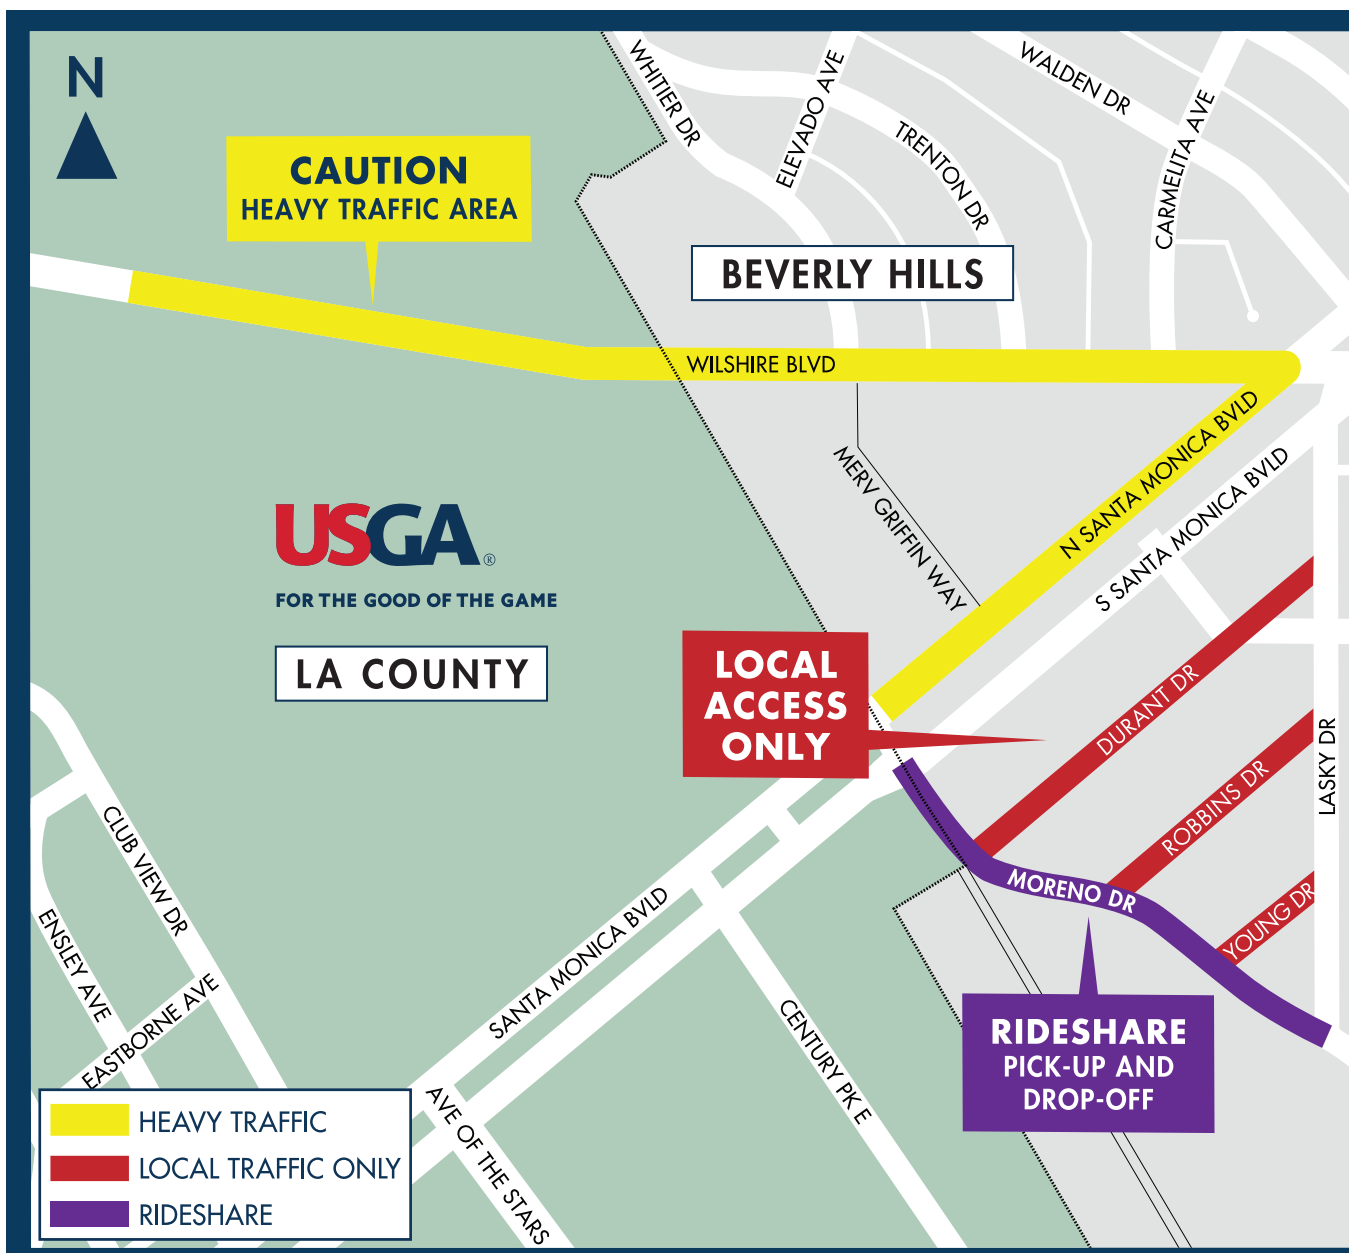 N
CAUTION
HEAVY TRAFFIC AREA
WHITIER DR
ELEVADO AVE
TRENTON DR
WALDEN DR
CARMELITA AVE
BEVERLY HILLS
WILSHIRE BLVD
MERV GRIFFIN WAY
N SANTA MONICA BVLD
S SANTA MONICA BVLD
USGA®
FOR THE GOOD OF THE GAME
LA COUNTY
LOCAL
ACCESS
ONLY
DURANT DR
ROBBINS DR
YOUNG DR
LASKY DR
MORENO DR
CLUB VIEW DR
ENSLEY AVE
EASTBORNE AVE
SANTA MONICA BVLD
CENTURY PK E
AVE OF THE STARS
RIDESHARE
PICK-UP AND
DROP-OFF
HEAVY TRAFFIC
LOCAL TRAFFIC ONLY
RIDESHARE